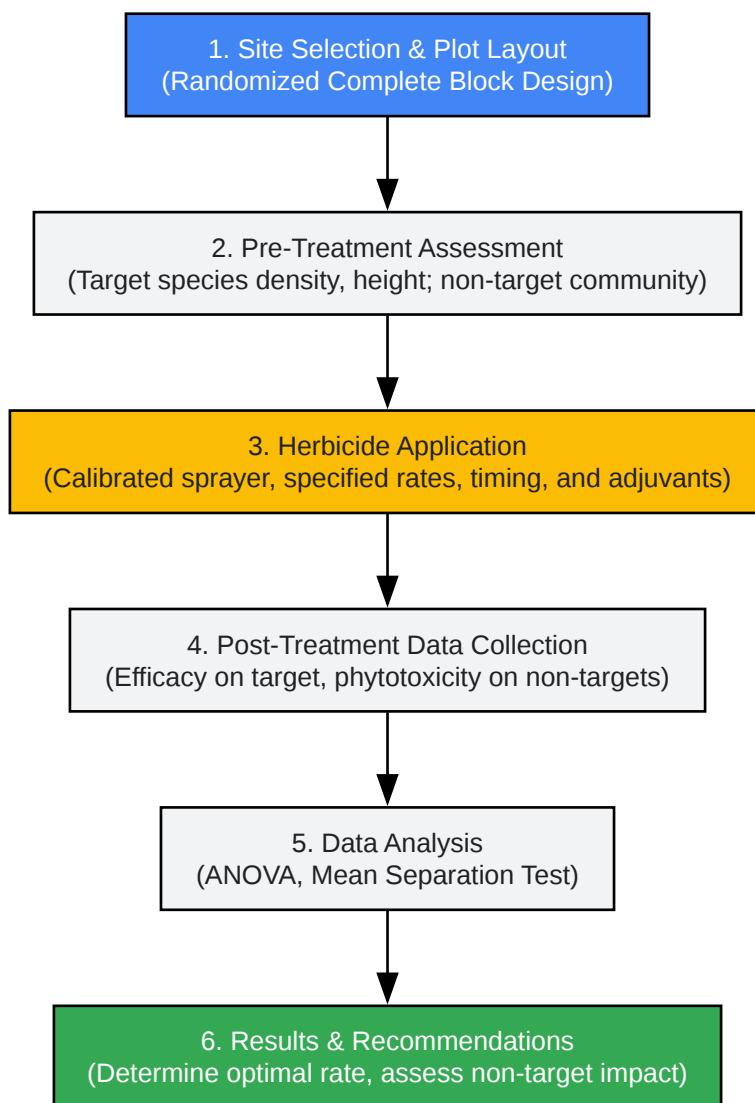 1. Site Selection & Plot Layout
(Randomized Complete Block Design)
2. Pre-Treatment Assessment
(Target species density, height; non-target community)
3. Herbicide Application
(Calibrated sprayer, specified rates, timing, and adjuvants)
4. Post-Treatment Data Collection
(Efficacy on target, phytotoxicity on non-targets)
5. Data Analysis
(ANOVA, Mean Separation Test)
6. Results & Recommendations
(Determine optimal rate, assess non-target impact)